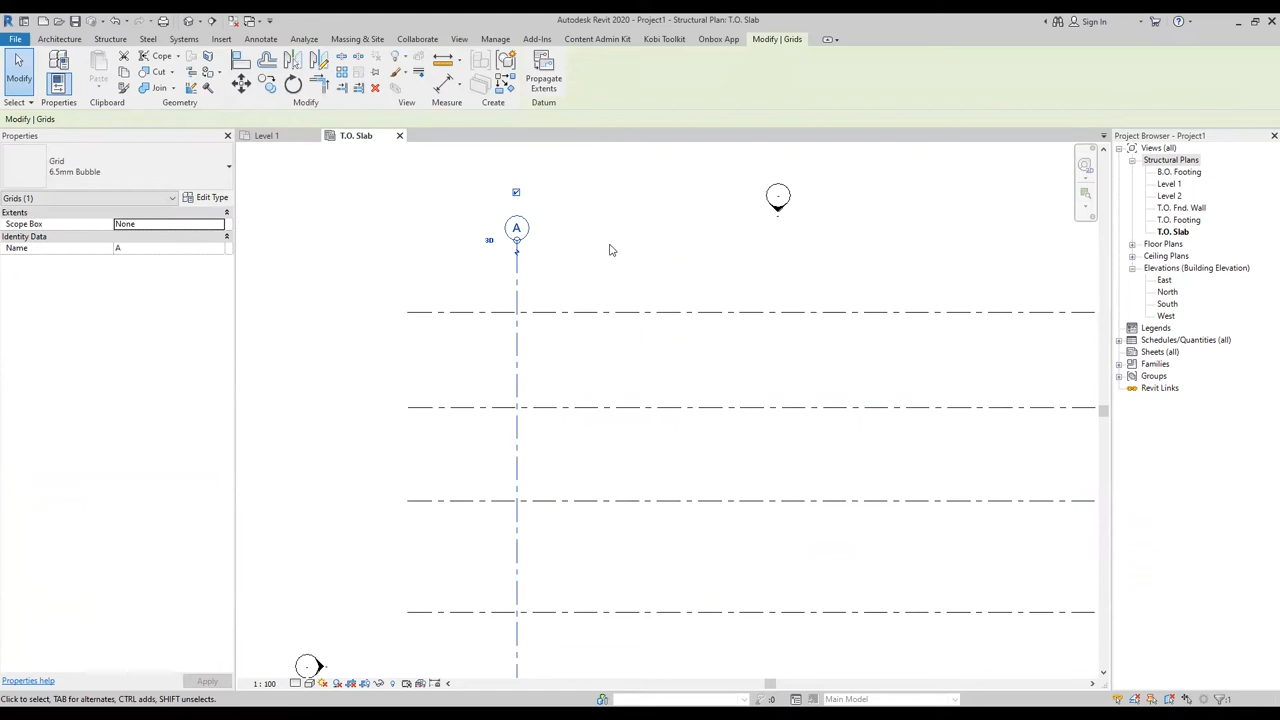 Autodesk Revit 2020 - Project1 - Structural Plan: T.O. Slab
Sign In
File Architecture Structure Steel Systems Insert Annotate Analyze Massing & Site Collaborate View Manage Add-Ins Content Admin Kit Kobi Toolkit Onbox App Modify | Grids
Modify
Paste
Cope
Cut
Join
Propagate
Extents
Select Properties Clipboard Geometry Modify View Measure Create Datum
Modify | Grids
Properties
Grid
6.5mm Bubble
Grids (1)
Edit Type
Extents
Scope Box None
Identity Data
Name A
Properties help
Apply
Level 1
T.O. Slab
A
3D
1 : 100
Project Browser - Project1
Views (all)
Structural Plans
B.O. Footing
Level 1
Level 2
T.O. Fnd. Wall
T.O. Footing
T.O. Slab
Floor Plans
Ceiling Plans
Elevations (Building Elevation)
East
North
South
West
Legends
Schedules/Quantities (all)
Sheets (all)
Families
Groups
Revit Links
Click to select, TAB for alternates, CTRL adds, SHIFT unselects.
:0
Main Model
:1